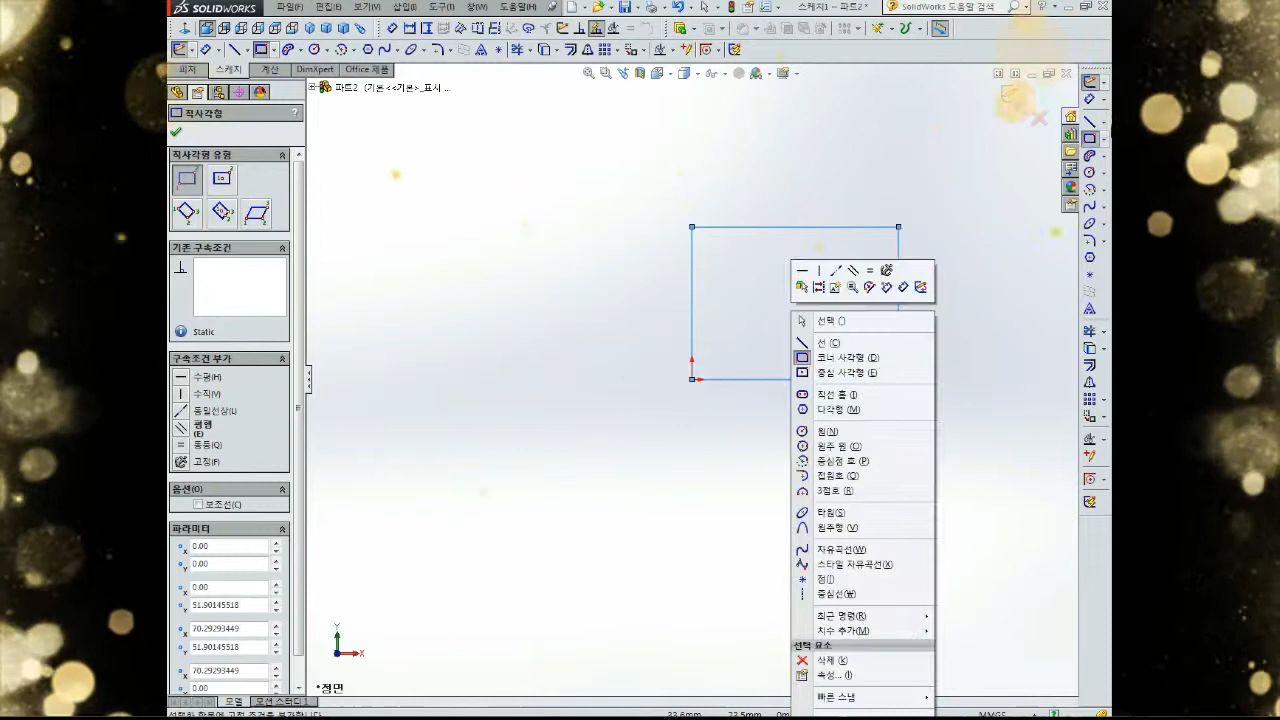 SOLIDWORKS 파일(F) 편집(E) 보기(V) 삽입(I) 도구(T) 창(W) 도움말(H) 스케치1 - 파트2 * SolidWorks 도움말 검색
피처 스케치 계산 DimXpert Office 제품
파트2 (기본<<기본>_표시 ...
직사각형 ?
직사각형 유형
기존 구속조건
Static
구속조건 부가
수평(H)
수직(V)
동일선상(L)
평행
(E)
동등(Q)
고정(F)
옵션(O)
보조선(C)
파라미터
0.00
0.00
0.00
51.90145518
70.29293449
51.90145518
70.29293449
0.00
선택 ()
선 (C)
코너 사각형 (D)
중심 사각형 (E)
직선 홈 (I)
다각형 (M)
원(N)
원주 원 (O)
중심점 호 (P)
접원호 (Q)
3점호 (R)
타원(S)
원주형 (V)
자유곡선(W)
스타일 자유곡선(X)
점(I)
중심선(W)
최근 명령(R)
치수 추가(M)
선택 요소
삭제 (k)
속성... (I)
빠른 스냅
Y
X
*정면
모델 모션 스터디 1
33.6mm 23.5mm 0m MMGS